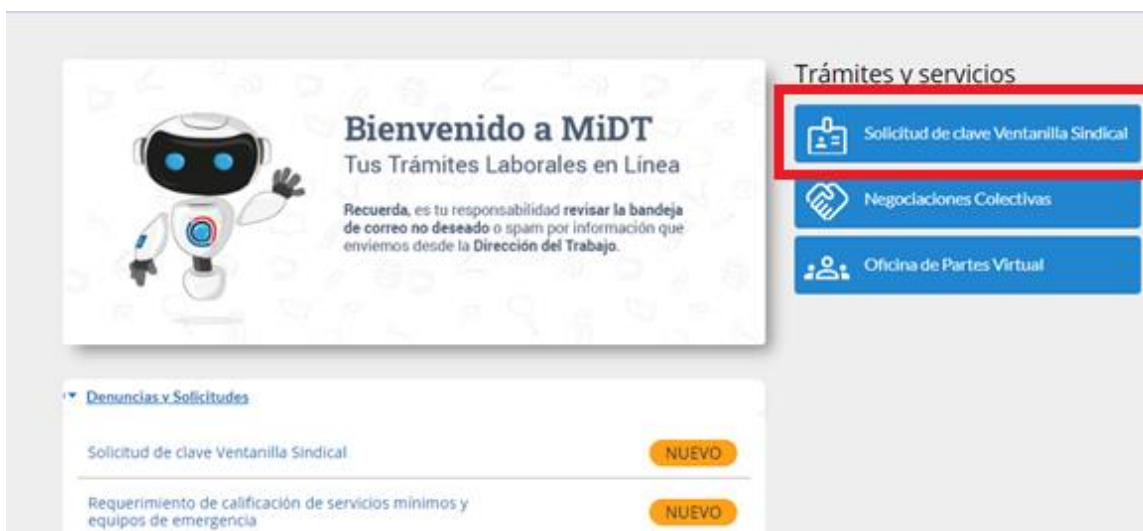 Bienvenido a MiDT
Tus Trámites Laborales en Línea
Recuerda, es tu responsabilidad revisar la bandeja
de correo no deseado o spam por información que
enviemos desde la Dirección del Trabajo.
Trámites y servicios
Solicitud de clave Ventanilla Sindical
Negociaciones Colectivas
Oficina de Partes Virtual
Denuncias y Solicitudes
Solicitud de clave Ventanilla Sindical
NUEVO
Requerimiento de calificación de servicios mínimos y
equipos de emergencia
NUEVO